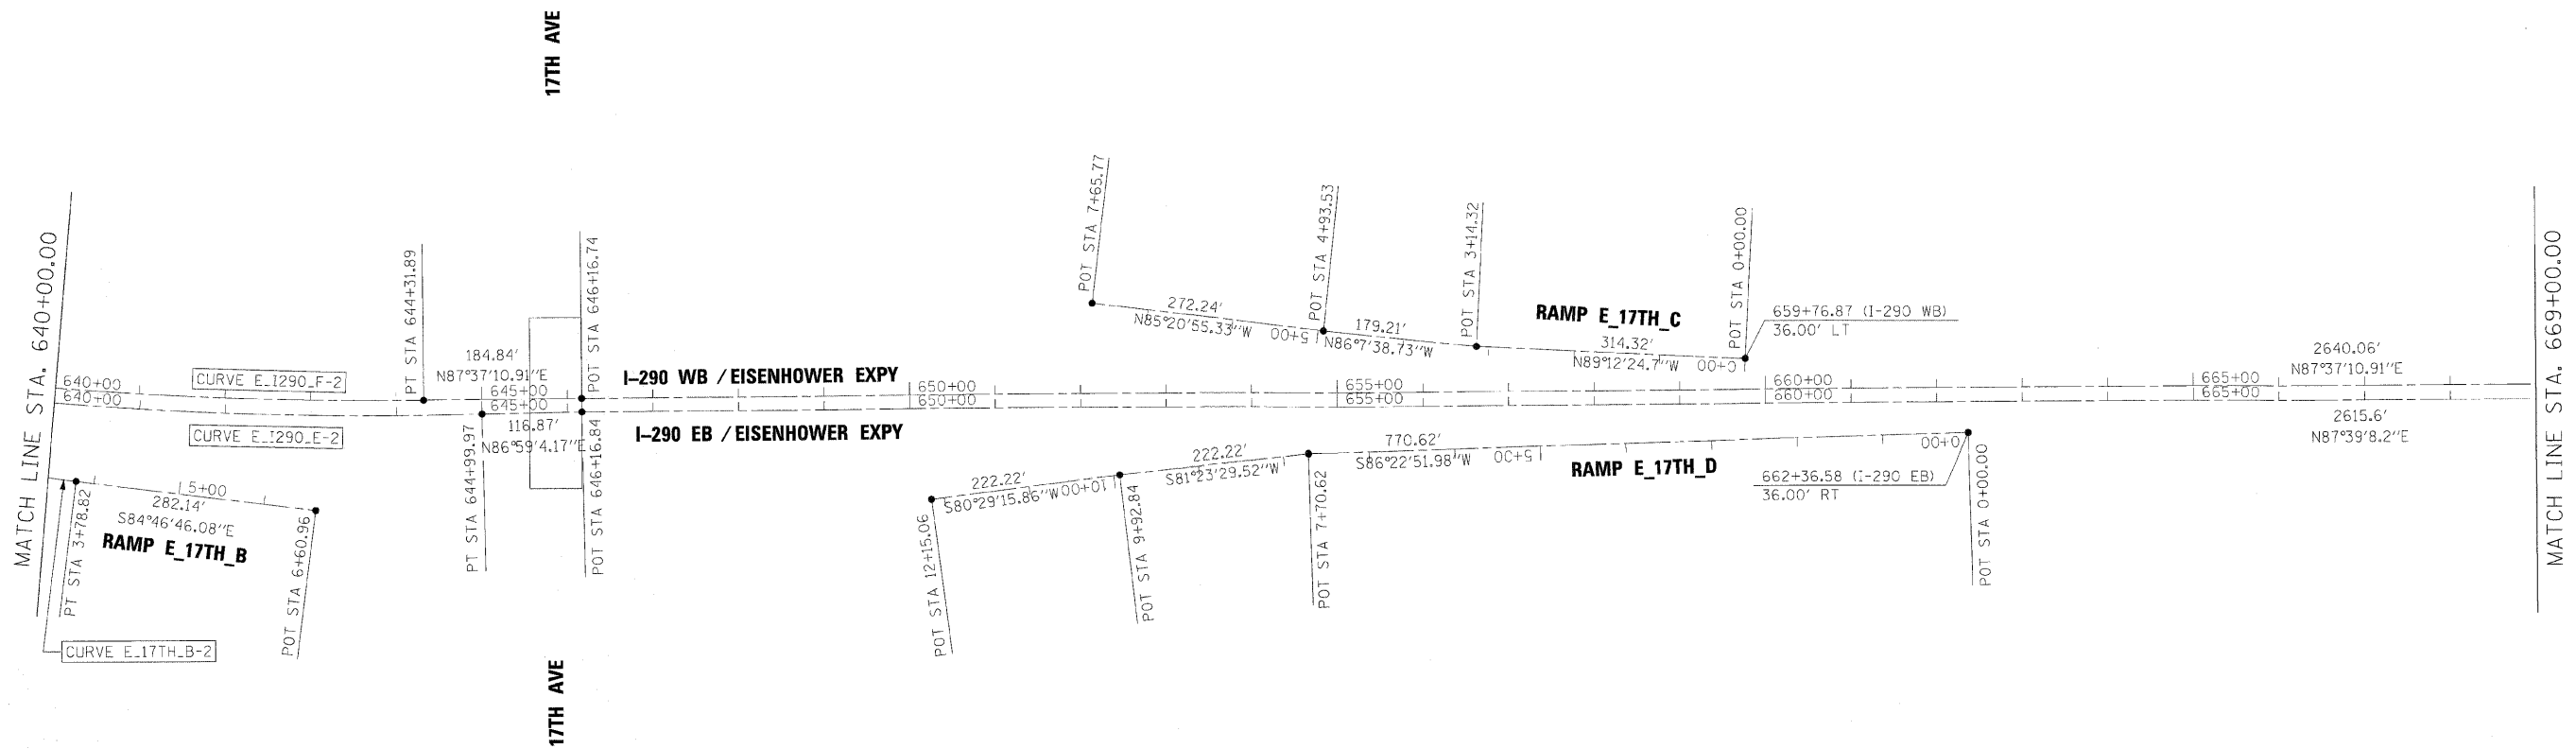 17TH AVE
MATCH LINE STA. 640+00.00
640+00
640+00
CURVE E_I290_F-2
CURVE E_I290_E-2
PT STA 644+31.89
184.84'
N87°37'10.91"E
645+00
645+00
116.87'
N86°59'4.17"E
PT STA 644+99.97
POT STA 646+16.74
POT STA 646+16.84
I-290 WB / EISENHOWER EXPY
I-290 EB / EISENHOWER EXPY
650+00
650+00
PT STA 3+78.82
5+00
282.14'
S84°46'46.08"E
RAMP E_17TH_B
POT STA 6+60.96
CURVE E_17TH_B-2
17TH AVE
POT STA 7+65.77
272.24'
N85°20'55.33"W
5+00
POT STA 4+93.53
179.21'
N86°7'38.73"W
POT STA 3+14.32
RAMP E_17TH_C
314.32'
N89°12'24.7"W
0+00
POT STA 0+00.00
659+76.87 (I-290 WB)
36.00' LT
655+00
655+00
660+00
660+00
665+00
665+00
2640.06'
N87°37'10.91"E
2615.6'
N87°39'8.2"E
POT STA 12+15.06
222.22'
S80°29'15.86"W
10+00
POT STA 9+92.84
222.22'
S81°23'29.52"W
POT STA 7+70.62
770.62'
S86°22'51.98"W
5+00
RAMP E_17TH_D
0+00
662+36.58 (I-290 EB)
36.00' RT
POT STA 0+00.00
MATCH LINE STA. 669+00.00